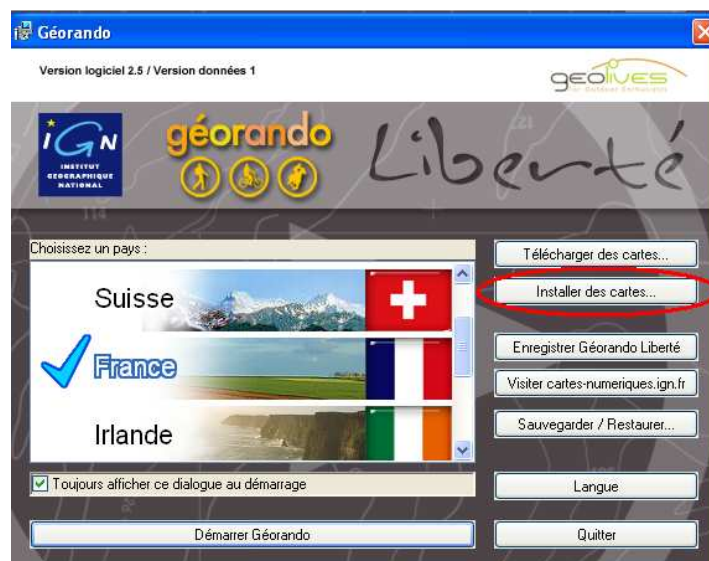 Géorando
Version logiciel 2.5 / Version données 1
geolives
IGN
INSTITUT
GEOGRAPHIQUE
NATIONAL
géorando
Liberté
Choisissez un pays :
Suisse
France
Irlande
Toujours afficher ce dialogue au démarrage
Démarrer Géorando
Télécharger des cartes...
Installer des cartes...
Enregistrer Géorando Liberté
Visiter cartes-numeriques.ign.fr
Sauvegarder / Restaurer...
Langue
Quitter